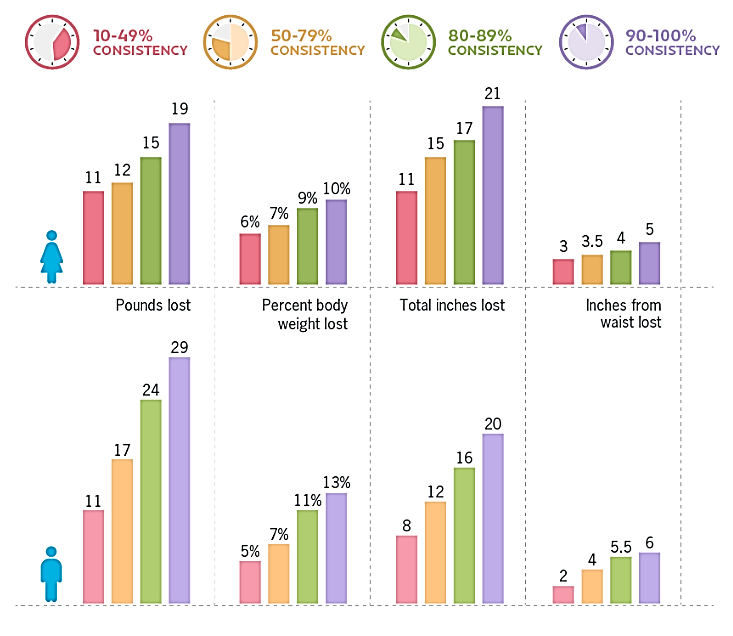 10-49%
CONSISTENCY
50-79%
CONSISTENCY
80-89%
CONSISTENCY
90-100%
CONSISTENCY
11 12 15 19
6% 7% 9% 10%
11 15 17 21
3 3.5 4 5
Pounds lost
Percent body
weight lost
Total inches lost
Inches from
waist lost
11 17 24 29
5% 7% 11% 13%
8 12 16 20
2 4 5.5 6